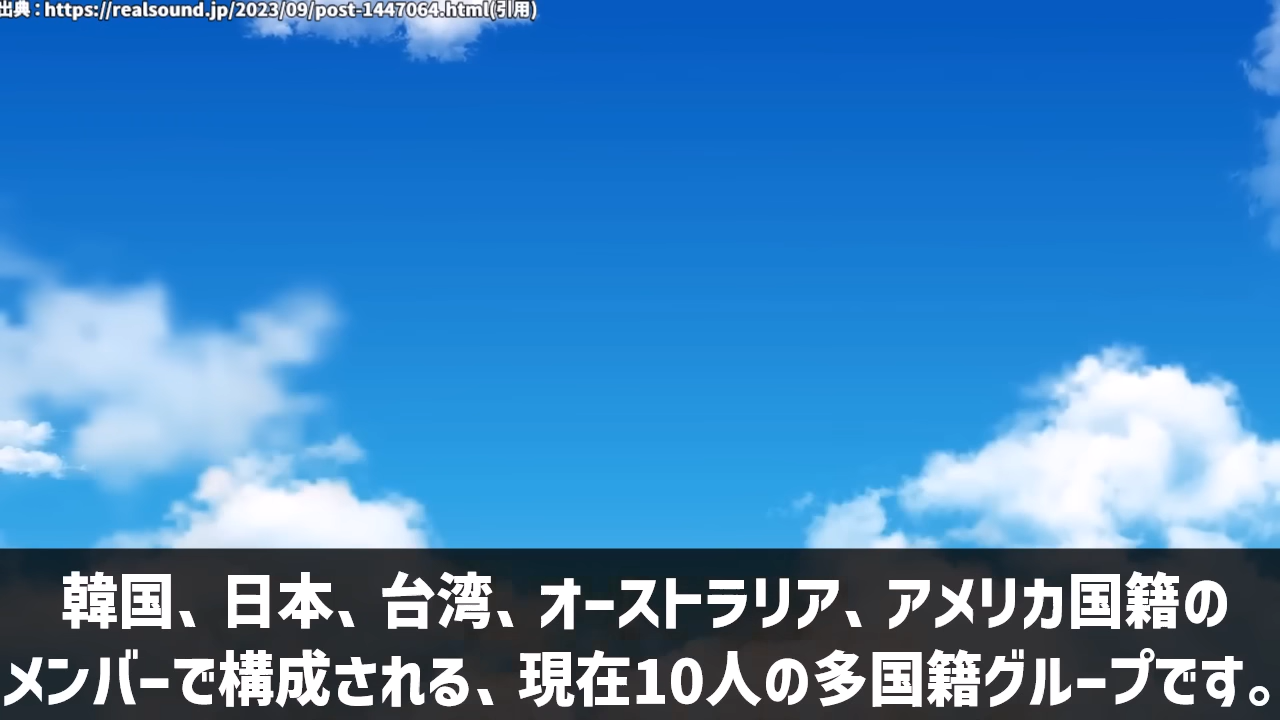 出典：https://realsound.jp/2023/09/post-1447064.html(引用)
韓国、日本、台湾、オーストラリア、アメリカ国籍の
メンバーで構成される、現在10人の多国籍グループです。